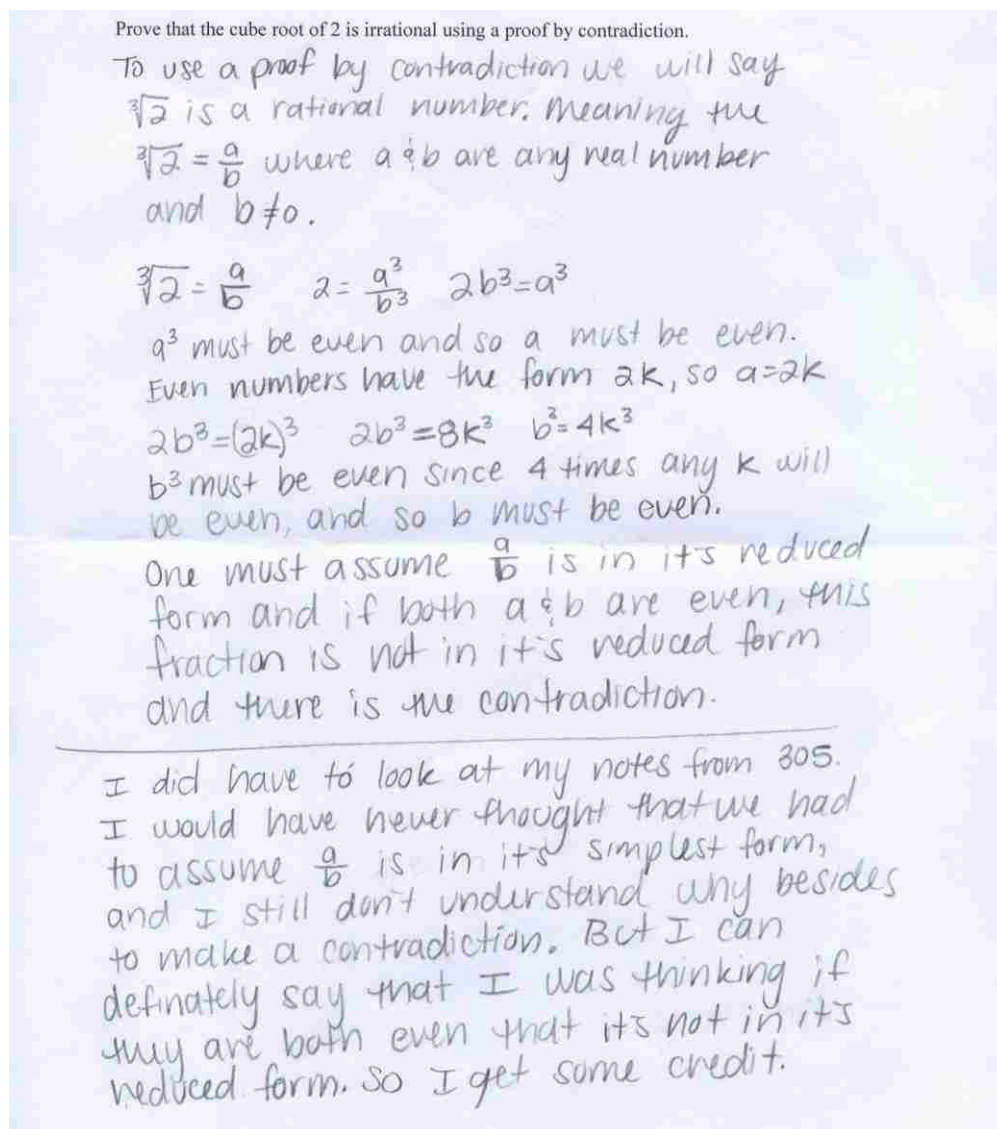 Prove that the cube root of 2 is irrational using a proof by contradiction.
To use a proof by contradiction we will say
∛2 is a rational number. Meaning the
∛2 = a/b where a & b are any real number
and b≠0.
∛2 = a/b 2 = a³/b³ 2b³=a³
a³ must be even and so a must be even.
Even numbers have the form 2k, so a=2k
2b³=(2k)³ 2b³=8k³ b³=4k³
b³ must be even since 4 times any k will
be even, and so b must be even.
One must assume a/b is in it's reduced
form and if both a & b are even, this
fraction is not in it's reduced form
and there is the contradiction.
I did have to look at my notes from 305.
I would have never thought that we had
to assume a/b is in it's simplest form,
and I still don't understand why besides
to make a contradiction. But I can
definately say that I was thinking if
they are both even that it's not in it's
reduced form. So I get some credit.